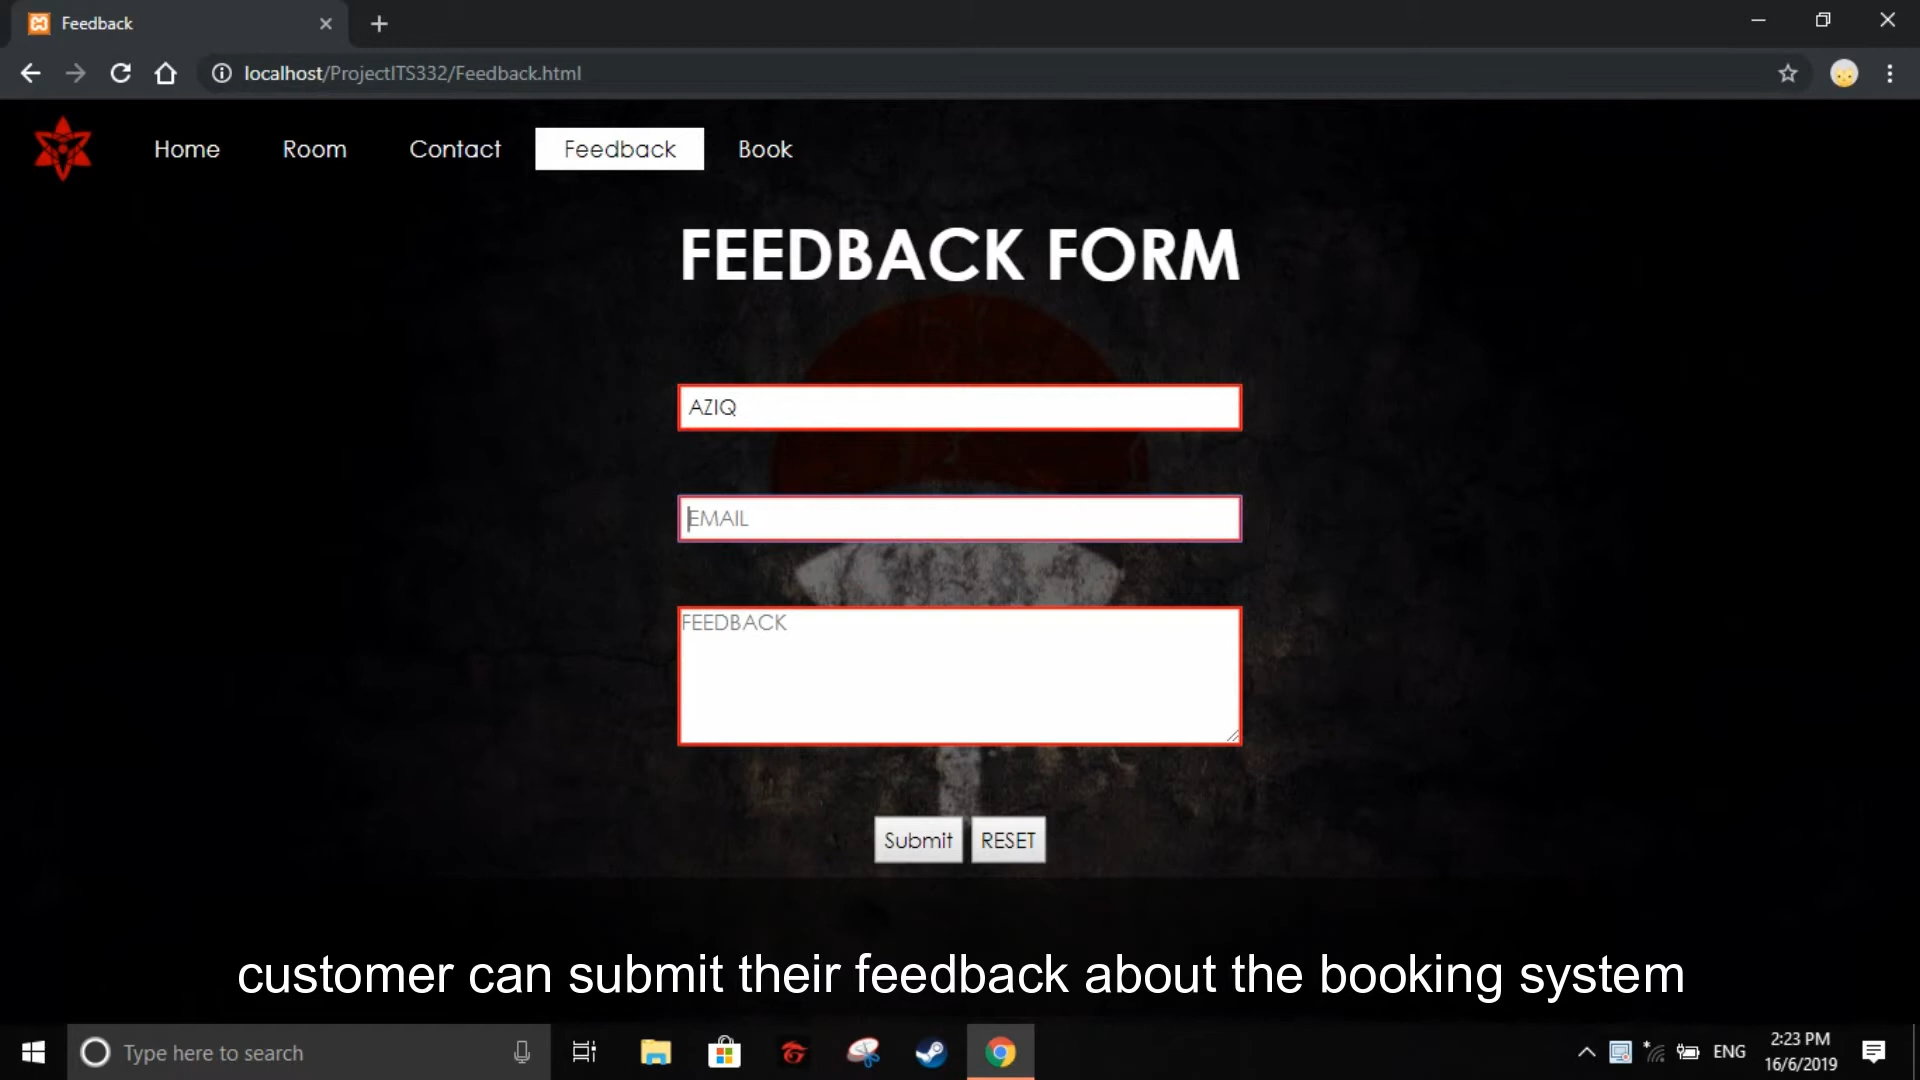 Feedback
localhost/ProjectITS332/Feedback.html
Home Room Contact Feedback Book
FEEDBACK FORM
AZIQ
EMAIL
FEEDBACK
Submit RESET
customer can submit their feedback about the booking system
Type here to search
ENG
2:23 PM
16/6/2019